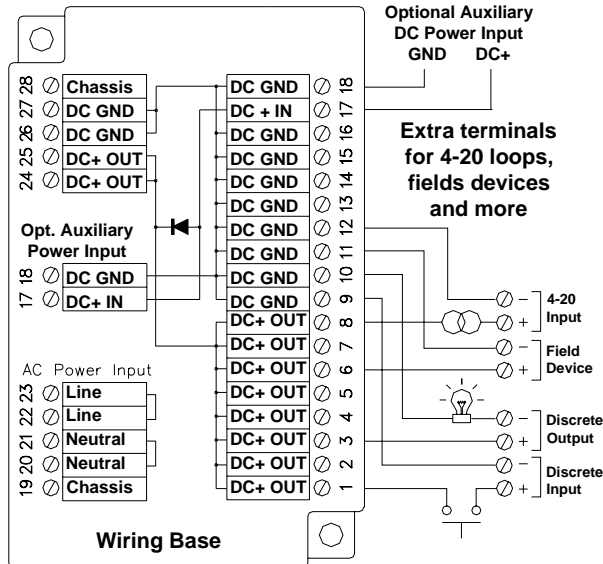 Optional Auxiliary
DC Power Input
GND DC+
28 Chassis
27 DC GND
26 DC GND
25 DC+ OUT
24 DC+ OUT
Opt. Auxiliary
Power Input
18 DC GND
17 DC+ IN
AC Power Input
23 Line
22 Line
21 Neutral
20 Neutral
19 Chassis
DC GND 18
DC + IN 17
DC GND 16
DC GND 15
DC GND 14
DC GND 13
DC GND 12
DC GND 11
DC GND 10
DC GND 9
DC+ OUT 8
DC+ OUT 7
DC+ OUT 6
DC+ OUT 5
DC+ OUT 4
DC+ OUT 3
DC+ OUT 2
DC+ OUT 1
Wiring Base
Extra terminals
for 4-20 loops,
fields devices
and more
− 4-20
+ Input
− Field
+ Device
− Discrete
+ Output
− Discrete
+ Input